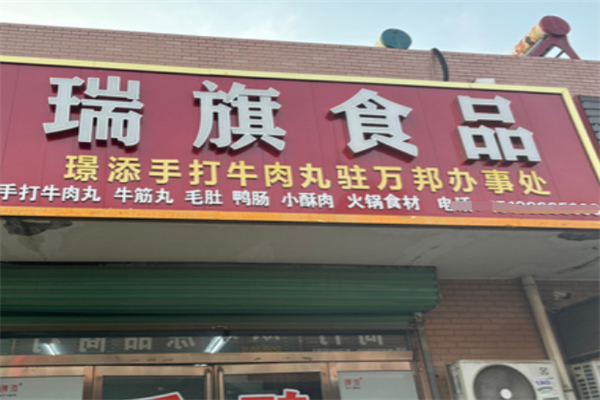 瑞旗食品
璟添手打牛肉丸驻万邦办事处
手打牛肉丸 牛筋丸 毛肚 鸭肠 小酥肉 火锅食材